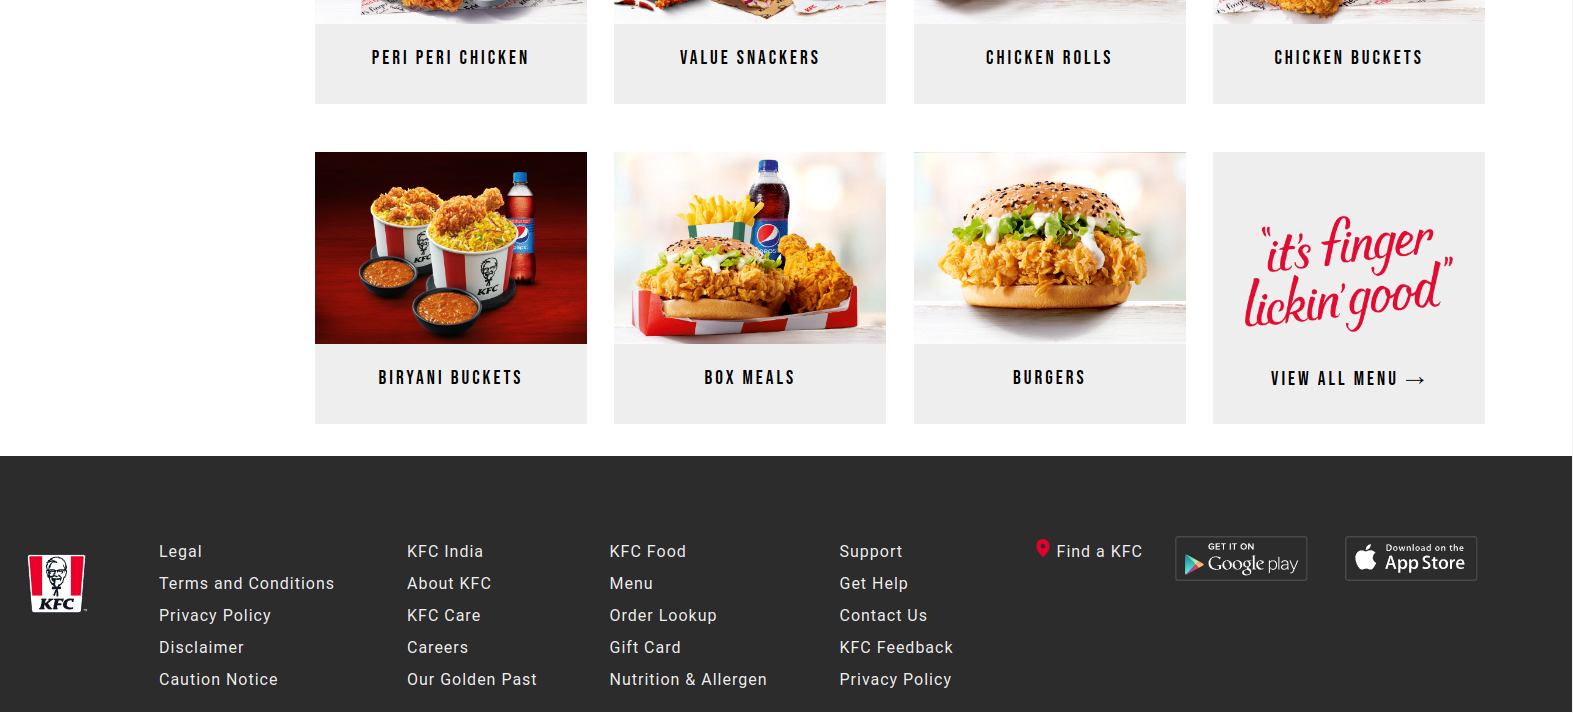 PERI PERI CHICKEN
VALUE SNACKERS
CHICKEN ROLLS
CHICKEN BUCKETS
KFC
KFC
pepsi
BIRYANI BUCKETS
BOX MEALS
BURGERS
"it's finger
lickin' good"
VIEW ALL MENU →
KFC
Legal
Terms and Conditions
Privacy Policy
Disclaimer
Caution Notice
KFC India
About KFC
KFC Care
Careers
Our Golden Past
KFC Food
Menu
Order Lookup
Gift Card
Nutrition & Allergen
Support
Get Help
Contact Us
KFC Feedback
Privacy Policy
Find a KFC
GET IT ON
Google play
Download on the
App Store